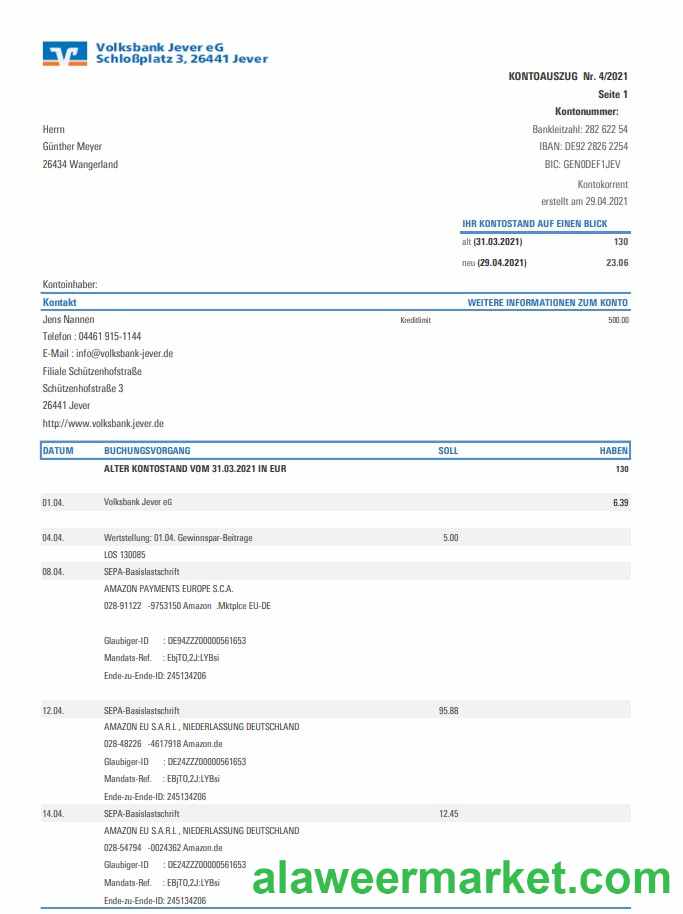 Volksbank Jever eG
Schloßplatz 3, 26441 Jever
KONTOAUSZUG Nr. 4/2021
Seite 1
Kontonummer:
Herrn
Bankleitzahl: 282 622 54
Günther Meyer
IBAN: DE92 2826 2254
26434 Wangerland
BIC: GENODEF1JEV
Kontokorrent
erstellt am 29.04.2021
IHR KONTOSTAND AUF EINEN BLICK
alt (31.03.2021) 130
neu (29.04.2021) 23.06
Kontoinhaber:
Kontakt WEITERE INFORMATIONEN ZUM KONTO
Jens Nannen Kreditlimit 500.00
Telefon : 04461 915-1144
E-Mail : info@volksbank-jever.de
Filiale Schützenhofstraße
Schützenhofstraße 3
26441 Jever
http://www.volksbank.jever.de
DATUM BUCHUNGSVORGANG SOLL HABEN
ALTER KONTOSTAND VOM 31.03.2021 IN EUR 130
01.04. Volksbank Jever eG 6.39
04.04. Wertstellung: 01.04. Gewinnspar-Beitrage 5.00
LOS 130085
08.04. SEPA-Basislastschrift
AMAZON PAYMENTS EUROPE S.C.A.
028-91122 -9753150 Amazon .Mktplce EU-DE
Glaubiger-ID : DE94ZZZ00000561653
Mandats-Ref. : EbjTO,2J:LYBsi
Ende-zu-Ende-ID: 245134206
12.04. SEPA-Basislastschrift 95.88
AMAZON EU S.A.R.L , NIEDERLASSUNG DEUTSCHLAND
028-48226 -4617918 Amazon.de
Glaubiger-ID : DE24ZZZ00000561653
Mandats-Ref. : EBjTO,2J:LYBsi
Ende-zu-Ende-ID: 245134206
14.04. SEPA-Basislastschrift 12.45
AMAZON EU S.A.R.L , NIEDERLASSUNG DEUTSCHLAND
028-54794 -0024362 Amazon.de
Glaubiger-ID : DE24ZZZ00000561653
Mandats-Ref. : EBjTO,2J:LYBsi
Ende-zu-Ende-ID: 245134206
alaweermarket.com